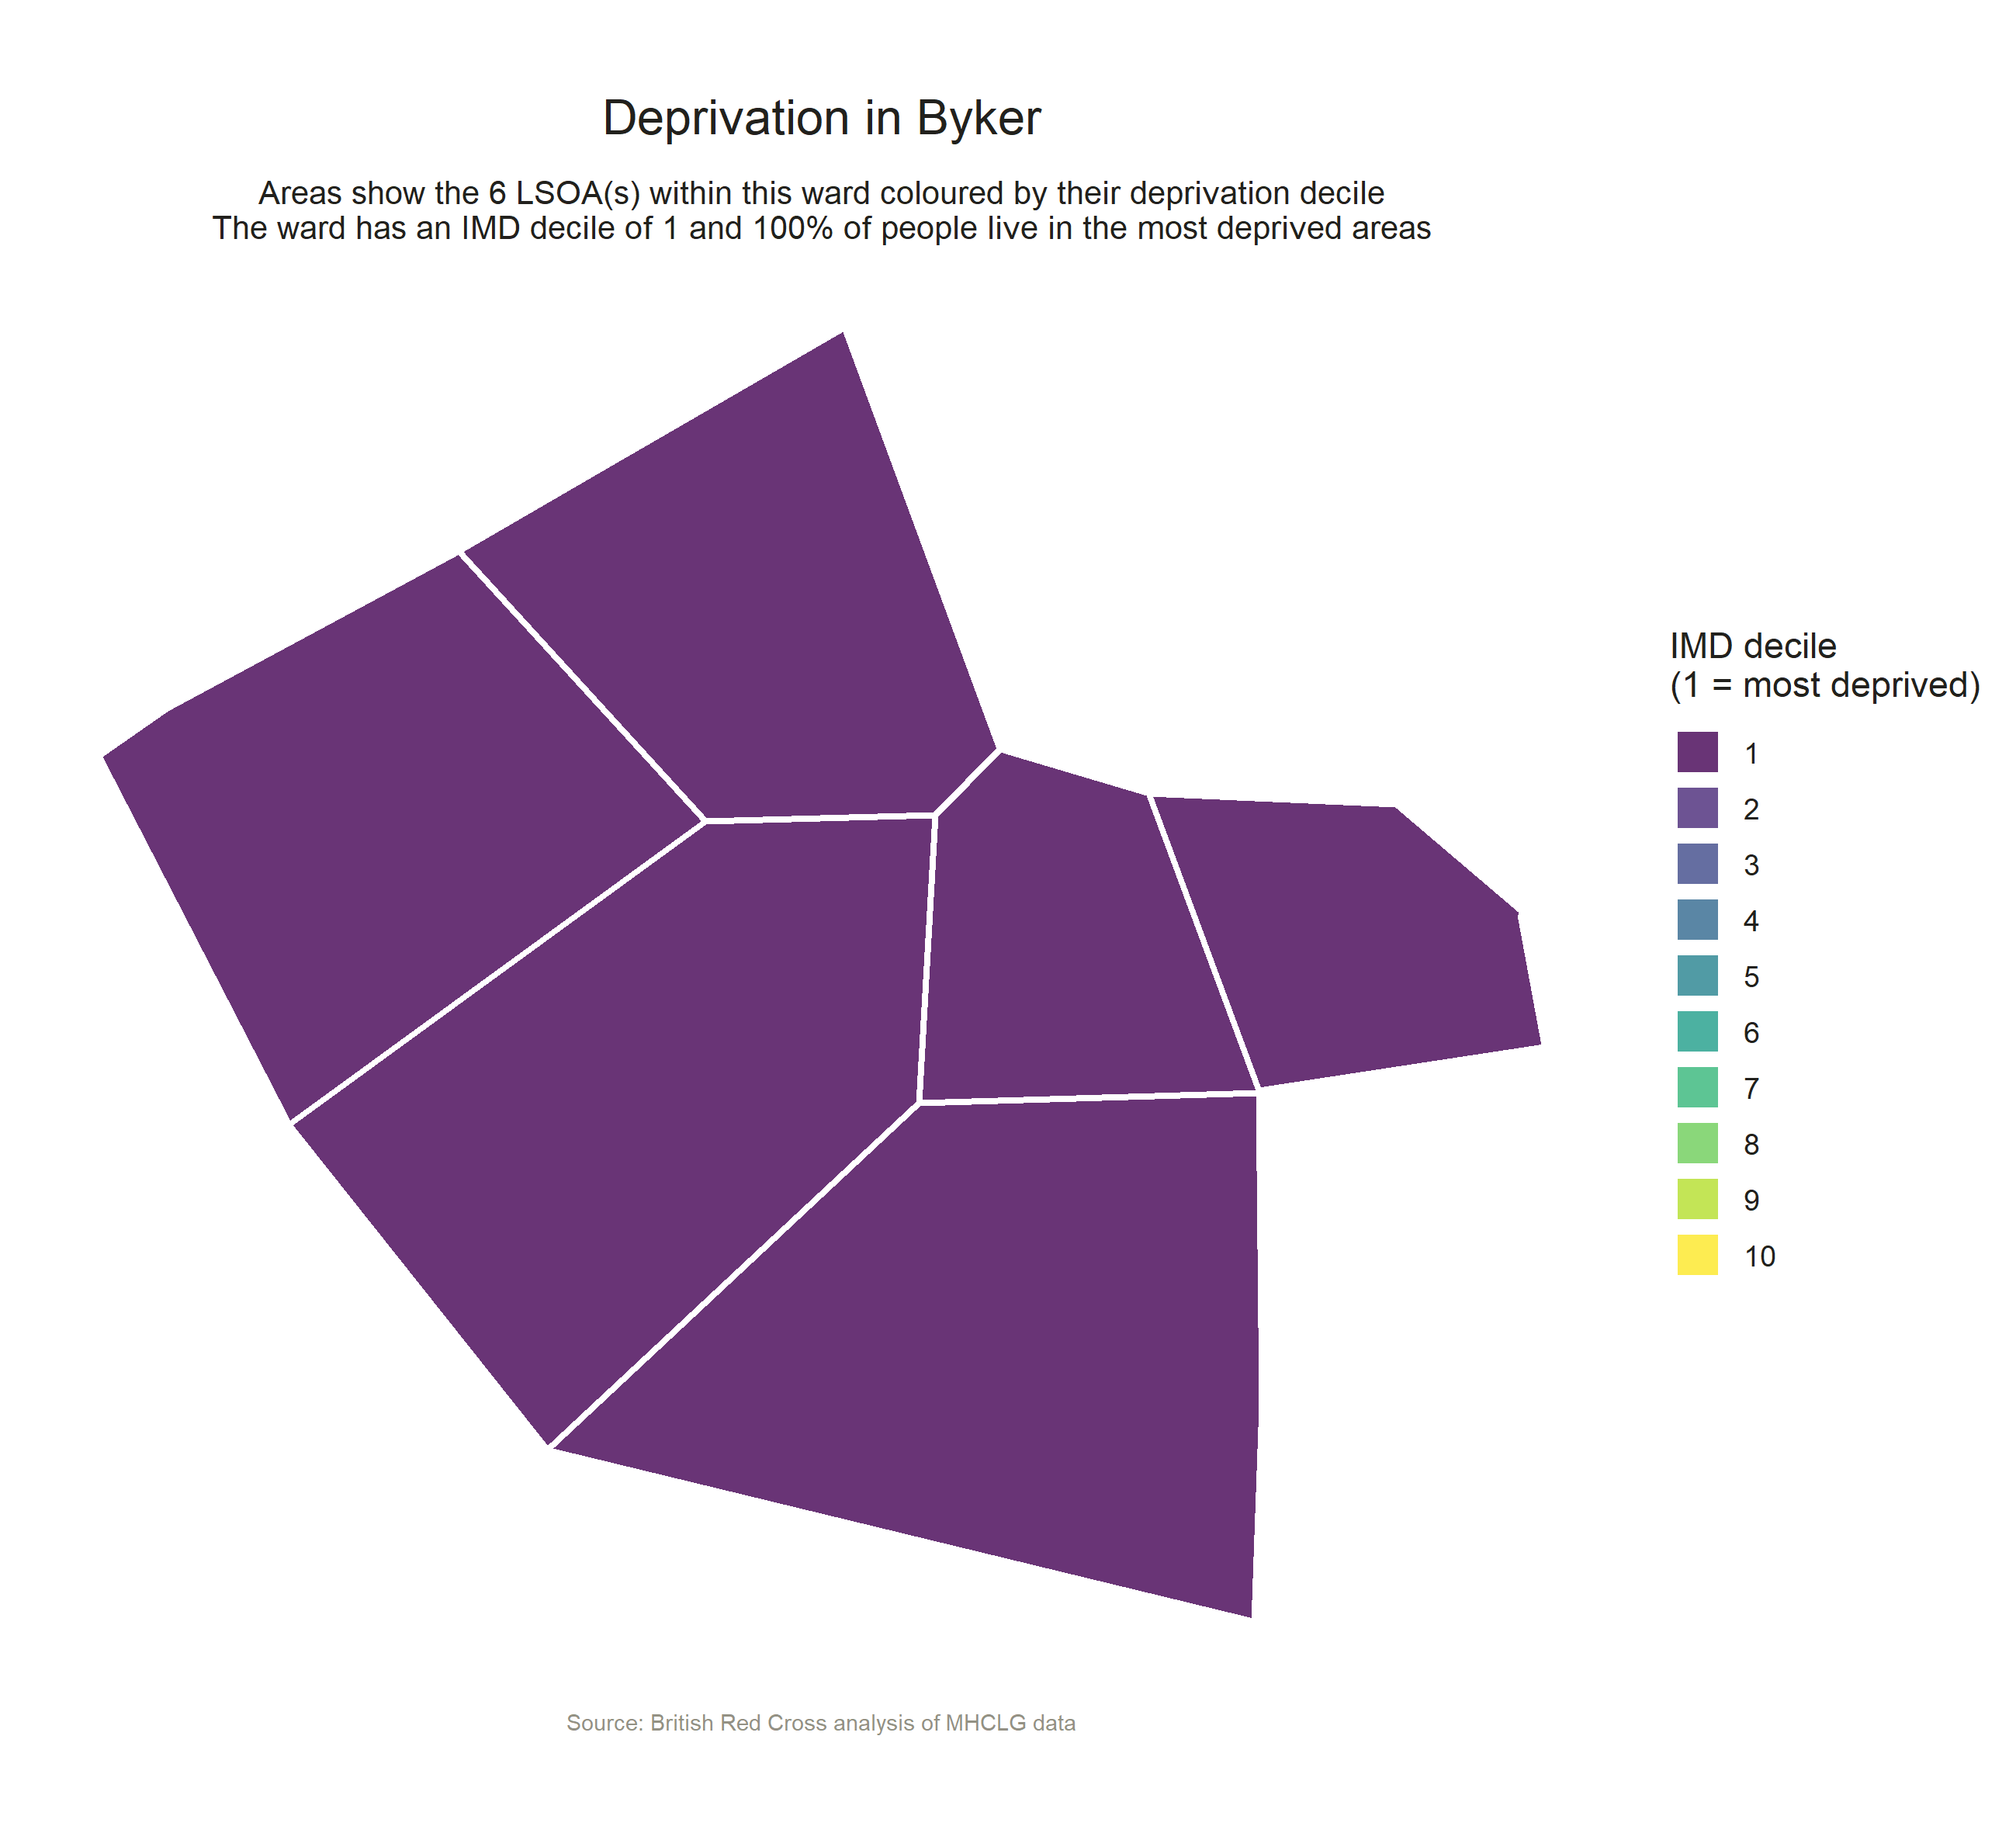 Deprivation in Byker
Areas show the 6 LSOA(s) within this ward coloured by their deprivation decile
The ward has an IMD decile of 1 and 100% of people live in the most deprived areas
IMD decile
(1 = most deprived)
1
2
3
4
5
6
7
8
9
10
Source: British Red Cross analysis of MHCLG data